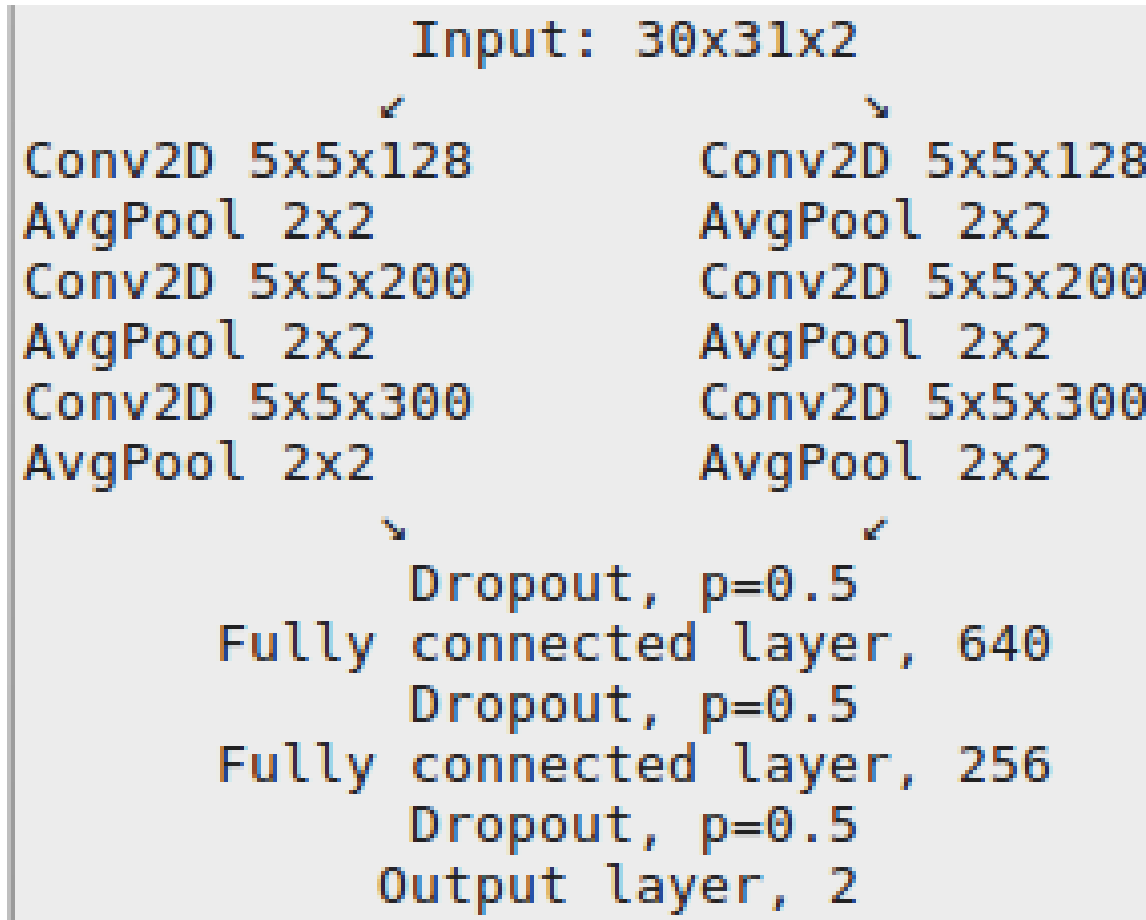 Input: 30x31x2
↙ ↘
Conv2D 5x5x128 Conv2D 5x5x128
AvgPool 2x2 AvgPool 2x2
Conv2D 5x5x200 Conv2D 5x5x200
AvgPool 2x2 AvgPool 2x2
Conv2D 5x5x300 Conv2D 5x5x300
AvgPool 2x2 AvgPool 2x2
↘ ↙
Dropout, p=0.5
Fully connected layer, 640
Dropout, p=0.5
Fully connected layer, 256
Dropout, p=0.5
Output layer, 2